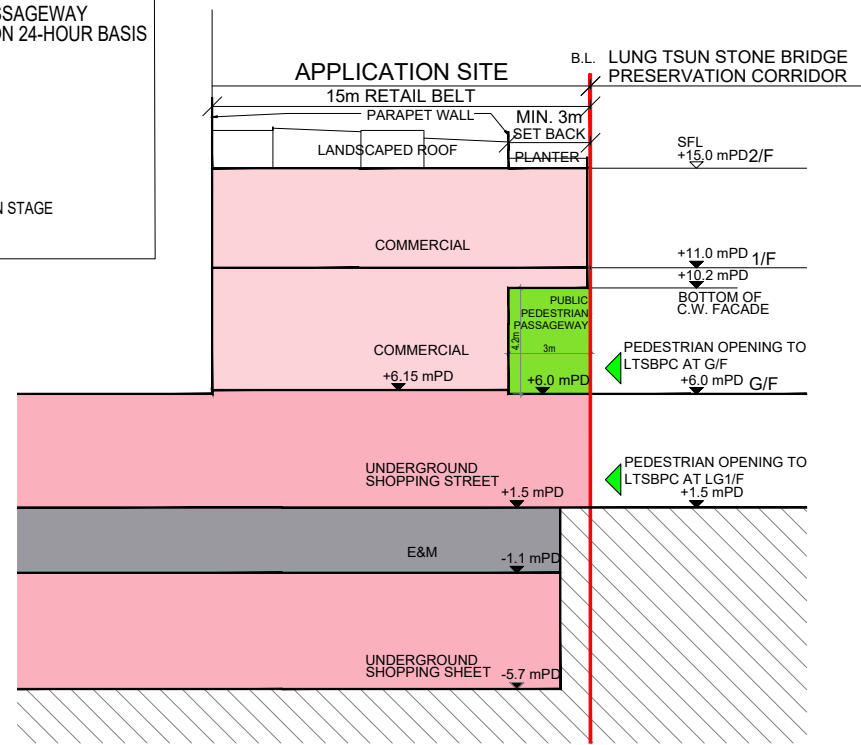 SSAGEWAY
ON 24-HOUR BASIS
N STAGE
B.L.
LUNG TSUN STONE BRIDGE
PRESERVATION CORRIDOR
APPLICATION SITE
15m RETAIL BELT
PARAPET WALL
MIN. 3m
SET BACK
LANDSCAPED ROOF
PLANTER
SFL
+15.0 mPD 2/F
COMMERCIAL
+11.0 mPD 1/F
+10.2 mPD
BOTTOM OF
C.W. FACADE
PUBLIC
PEDESTRIAN
PASSAGEWAY
4.2m
3m
COMMERCIAL
+6.15 mPD
+6.0 mPD
PEDESTRIAN OPENING TO
LTSBPC AT G/F
+6.0 mPD G/F
UNDERGROUND
SHOPPING STREET
+1.5 mPD
PEDESTRIAN OPENING TO
LTSBPC AT LG1/F
+1.5 mPD
E&M
-1.1 mPD
UNDERGROUND
SHOPPING SHEET
-5.7 mPD